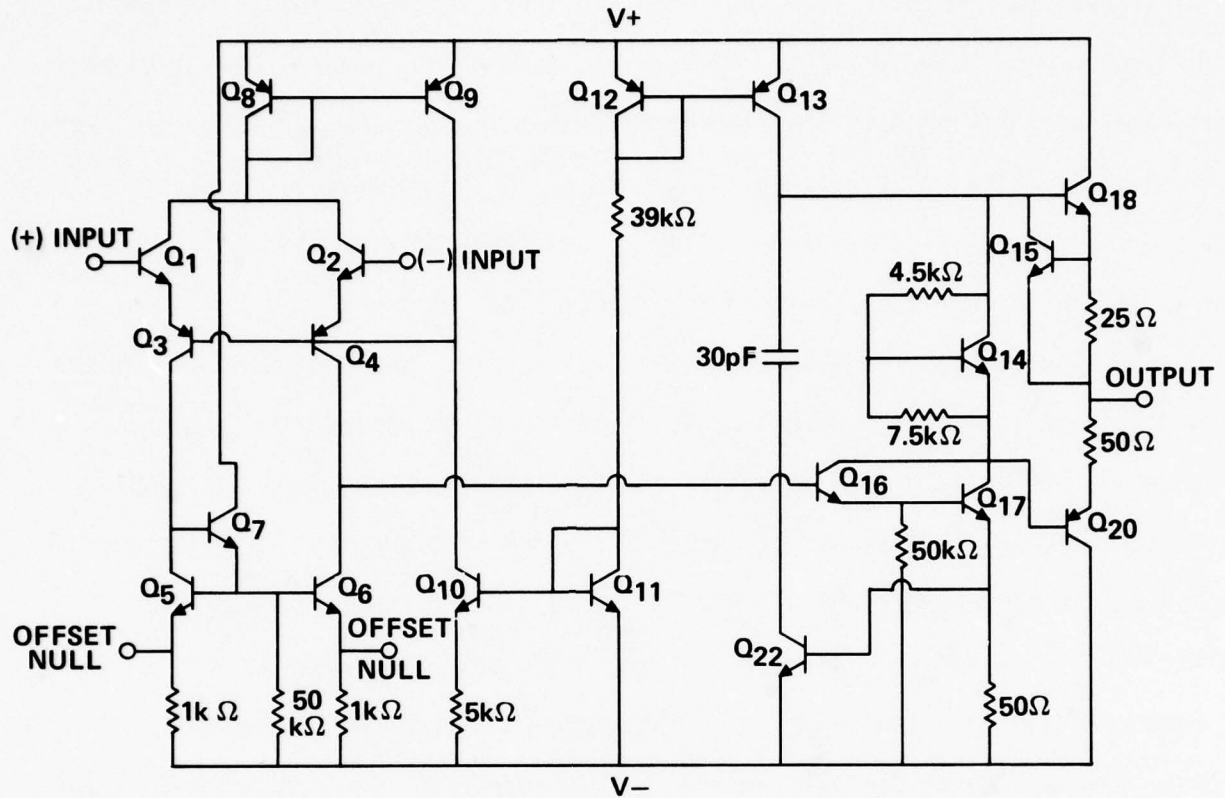 V+
Q8
Q9
Q12
Q13
Q18
39kΩ
(+) INPUT
Q1
Q2
(−) INPUT
Q15
4.5kΩ
Q3
Q4
30pF
Q14
25 Ω
OUTPUT
7.5kΩ
50Ω
Q16
Q17
Q7
Q20
50kΩ
Q5
Q6
Q10
Q11
OFFSET
NULL
OFFSET
NULL
Q22
1k Ω
50
kΩ
1kΩ
5kΩ
50Ω
V−